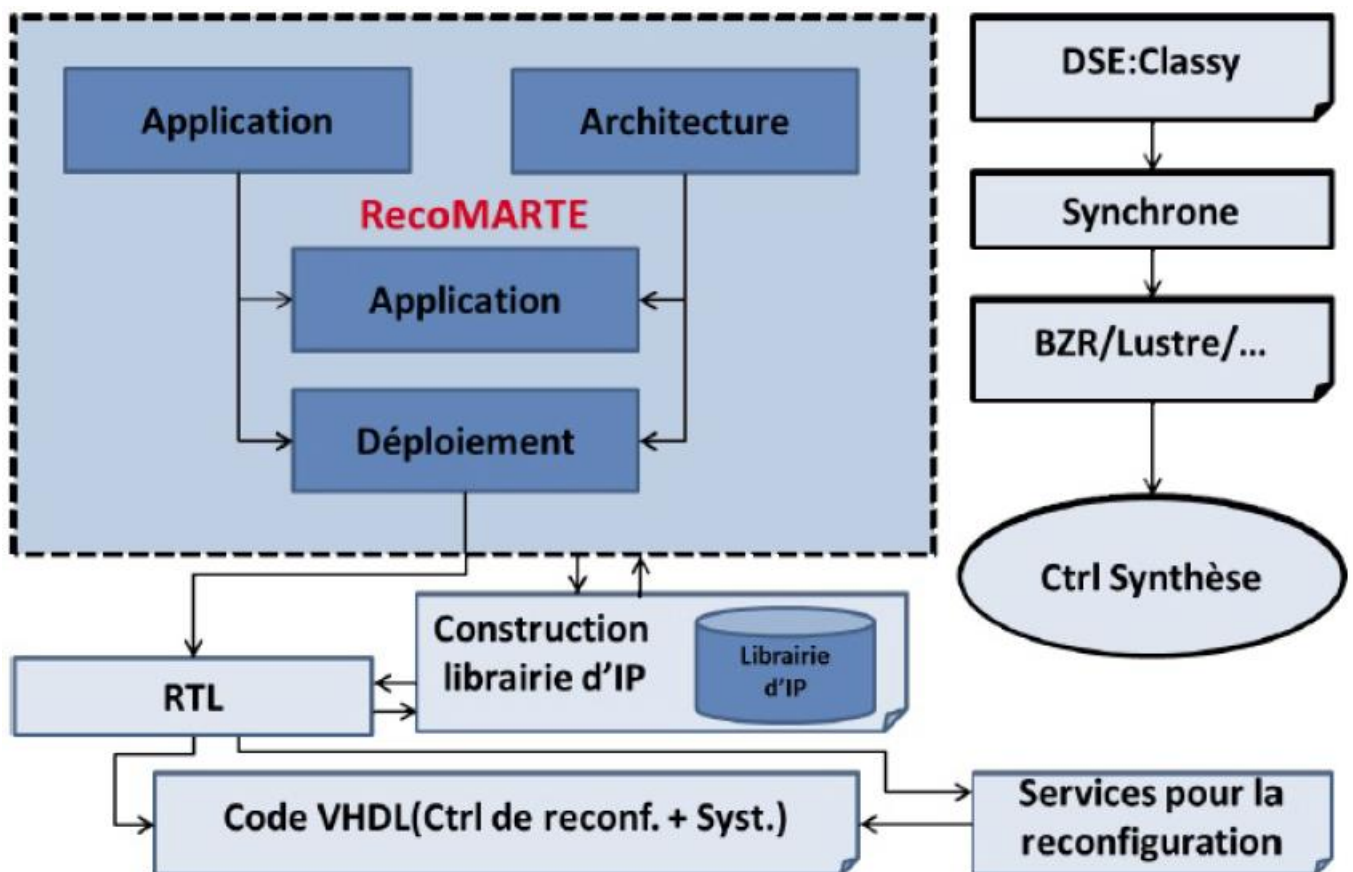 Application
Architecture
RecoMARTE
Application
Déploiement
DSE:Classy
Synchrone
BZR/Lustre/...
Ctrl Synthèse
Construction
librairie d'IP
Librairie
d'IP
RTL
Code VHDL(Ctrl de reconf. + Syst.)
Services pour la
reconfiguration